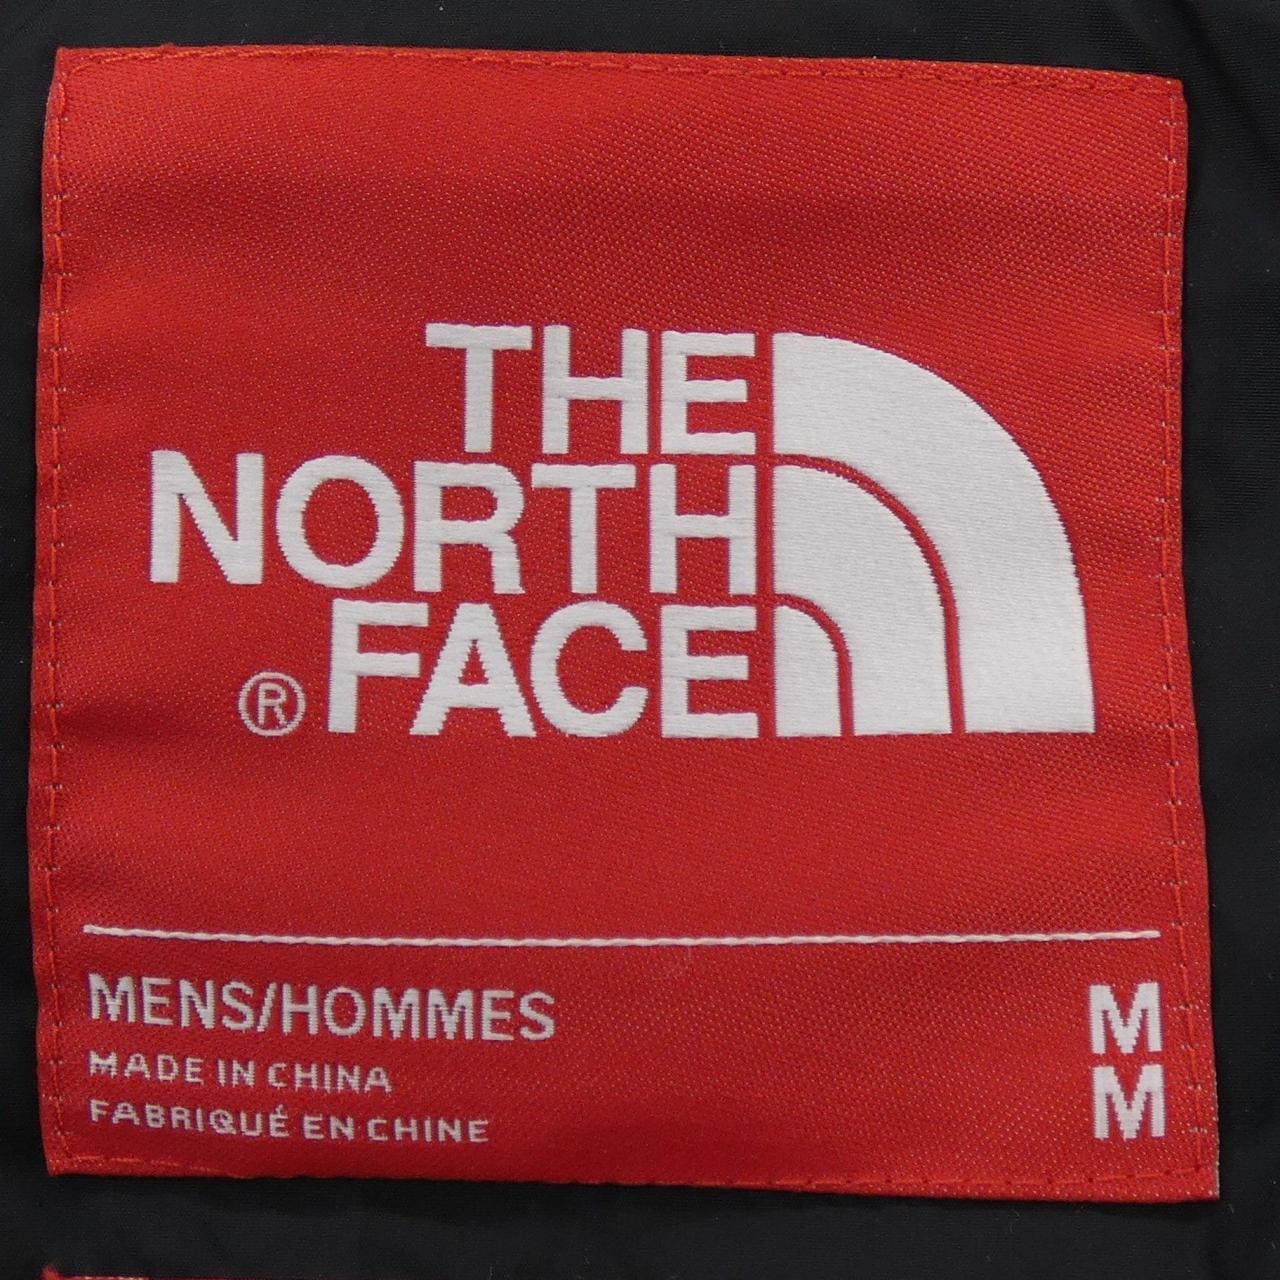 THE
NORTH
® FACE
MENS/HOMMES M
MADE IN CHINA M
FABRIQUÉ EN CHINE